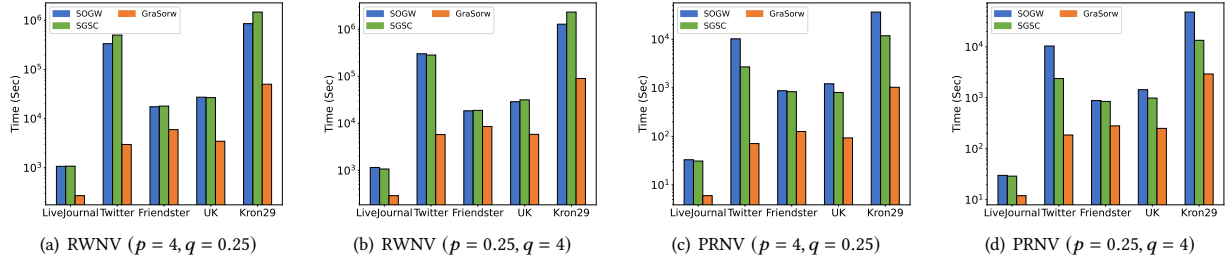 SOGW
SGSC
GraSorw
10^6
10^5
10^4
10^3
Time (Sec)
LiveJournal Twitter Friendster UK Kron29
(a) RWNV (p = 4, q = 0.25)
SOGW
SGSC
GraSorw
10^6
10^5
10^4
10^3
Time (Sec)
LiveJournal Twitter Friendster UK Kron29
(b) RWNV (p = 0.25, q = 4)
SOGW
SGSC
GraSorw
10^4
10^3
10^2
10^1
Time (Sec)
LiveJournal Twitter Friendster UK Kron29
(c) PRNV (p = 4, q = 0.25)
SOGW
SGSC
GraSorw
10^4
10^3
10^2
10^1
Time (Sec)
LiveJournal Twitter Friendster UK Kron29
(d) PRNV (p = 0.25, q = 4)